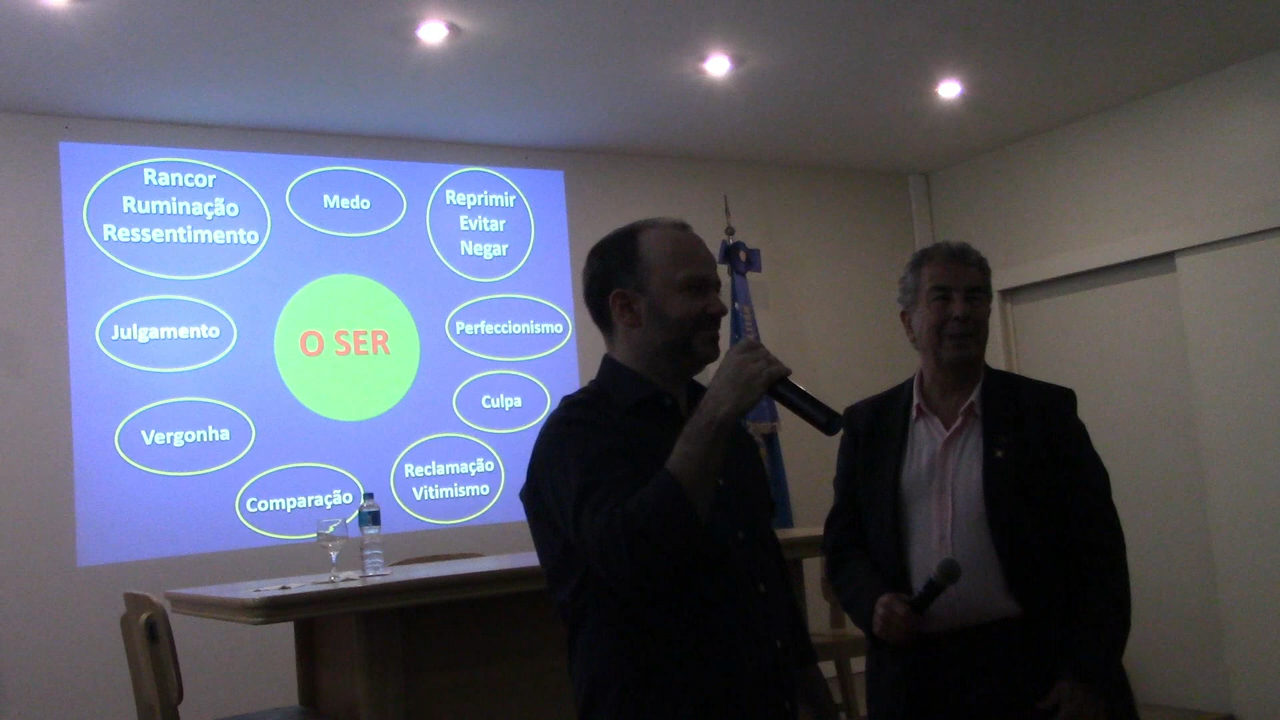 Rancor
Ruminação
Ressentimento
Medo
Reprimir
Evitar
Negar
Julgamento
O SER
Perfeccionismo
Culpa
Vergonha
Reclamação
Vitimismo
Comparação